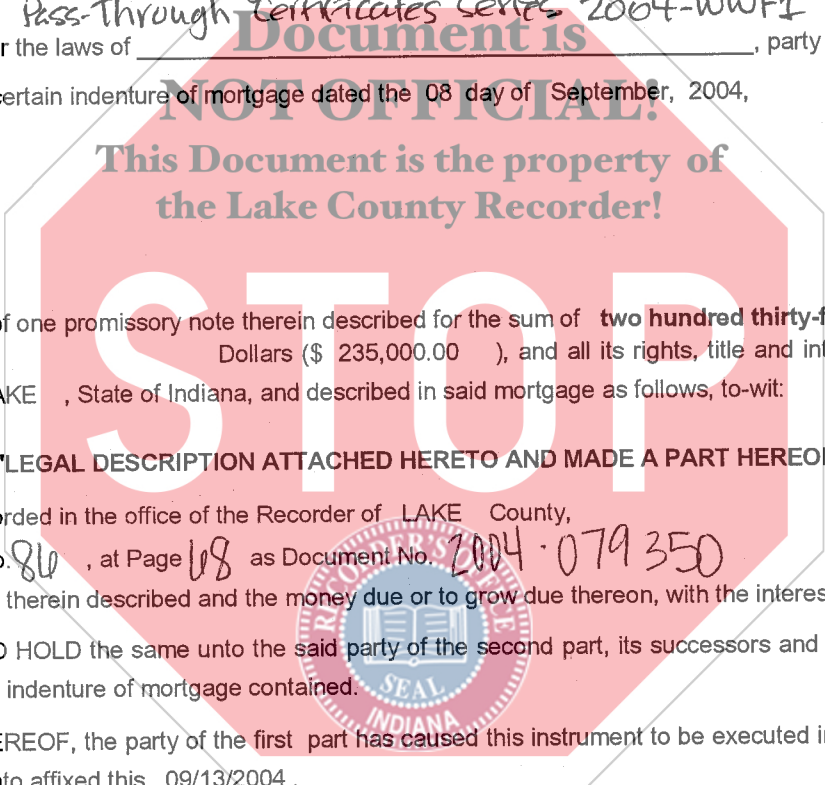 Pass-Through Certificates Series 2004-WWF1
Document is
r the laws of , party
NOT OFFICIAL!
ertain indenture of mortgage dated the 08 day of September, 2004,
This Document is the property of
the Lake County Recorder!
STOP
of one promissory note therein described for the sum of two hundred thirty-f
Dollars ($ 235,000.00 ), and all its rights, title and int
AKE , State of Indiana, and described in said mortgage as follows, to-wit:
"LEGAL DESCRIPTION ATTACHED HERETO AND MADE A PART HEREOF
rded in the office of the Recorder of LAKE County,
o. 86 , at Page 68 as Document No. 2004-079350
therein described and the money due or to grow due thereon, with the interes
O HOLD the same unto the said party of the second part, its successors and
indenture of mortgage contained.
EREOF, the party of the first part has caused this instrument to be executed in
nto affixed this 09/13/2004 .
RECORDER'S OFFICE
SEAL
INDIANA